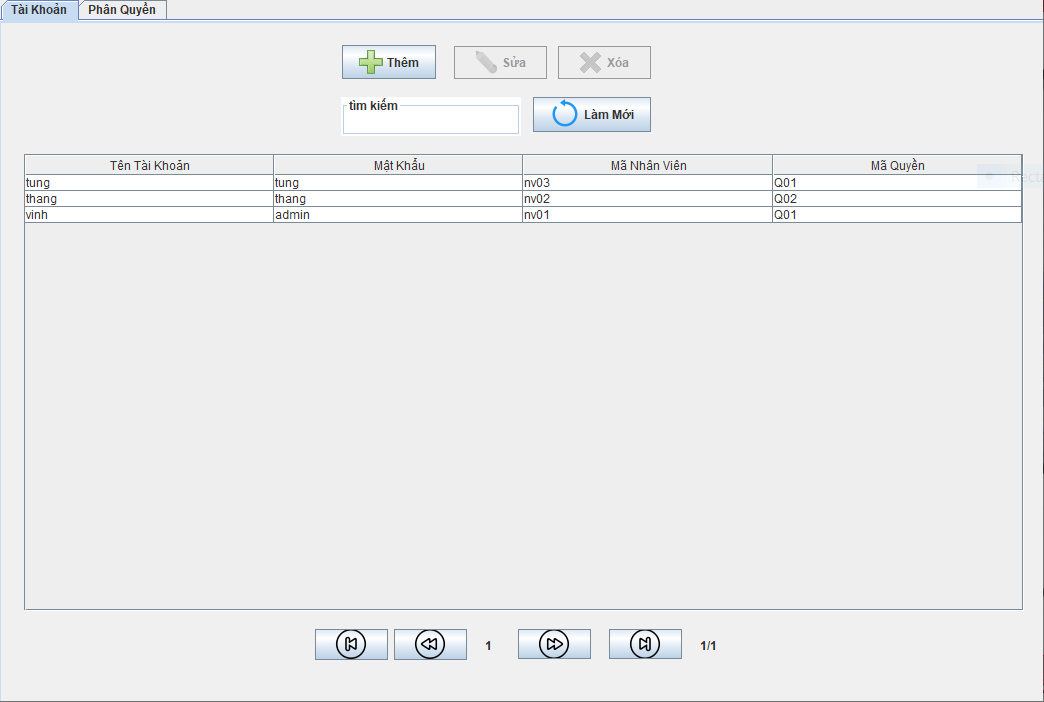 Tài Khoản Phân Quyền
Thêm Sửa Xóa
tìm kiếm
Làm Mới
Tên Tài Khoản Mật Khẩu Mã Nhân Viên Mã Quyền
tung tung nv03 Q01
thang thang nv02 Q02
vinh admin nv01 Q01
1 1/1